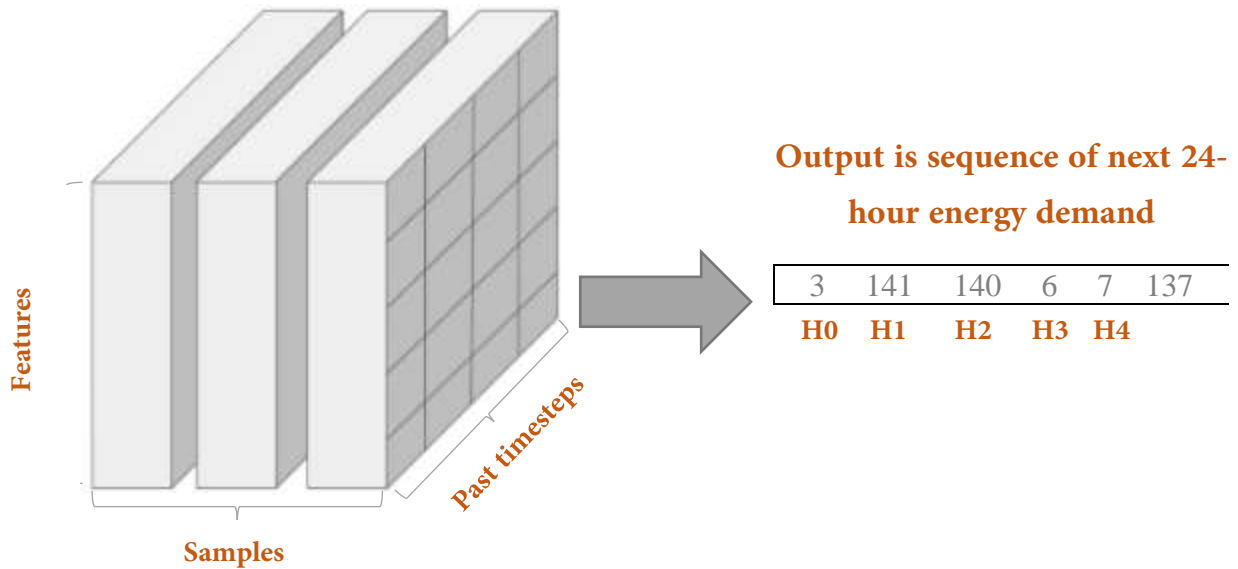 Features
Samples
Past timesteps
Output is sequence of next 24-
hour energy demand
3 141 140 6 7 137
H0 H1 H2 H3 H4